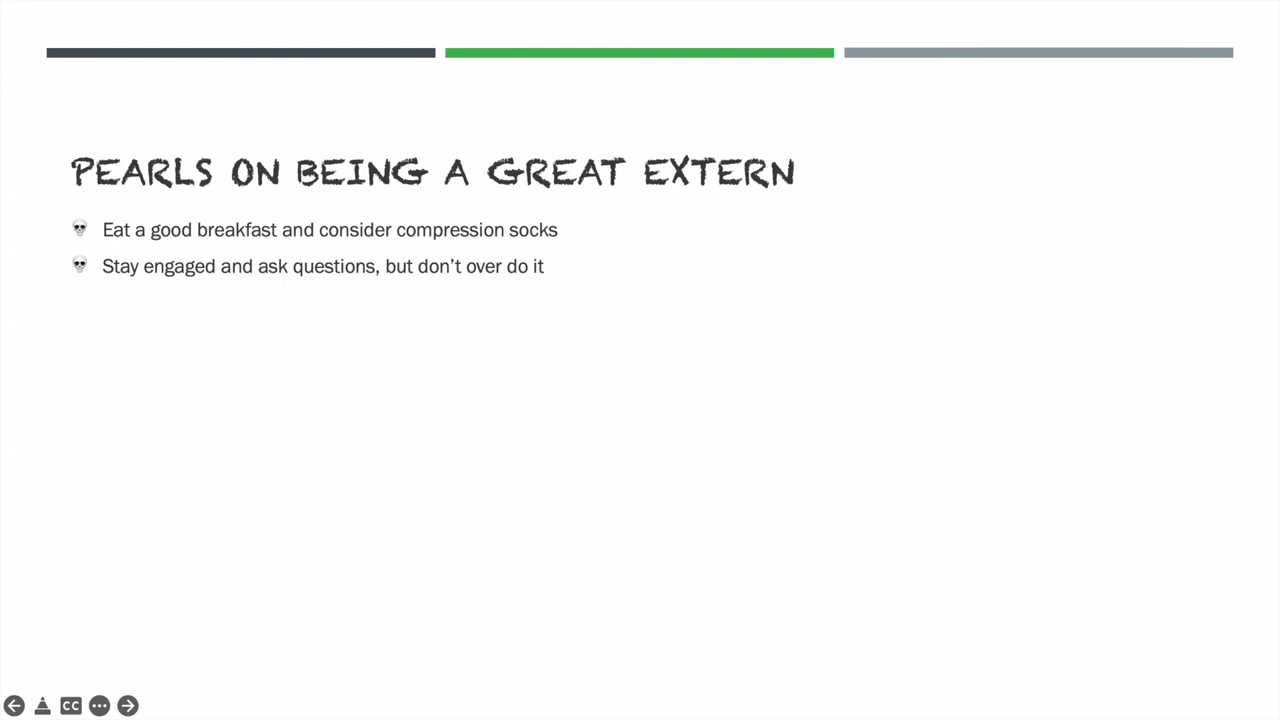 PEARLS ON BEING A GREAT EXTERN
Eat a good breakfast and consider compression socks
Stay engaged and ask questions, but don’t over do it
CC